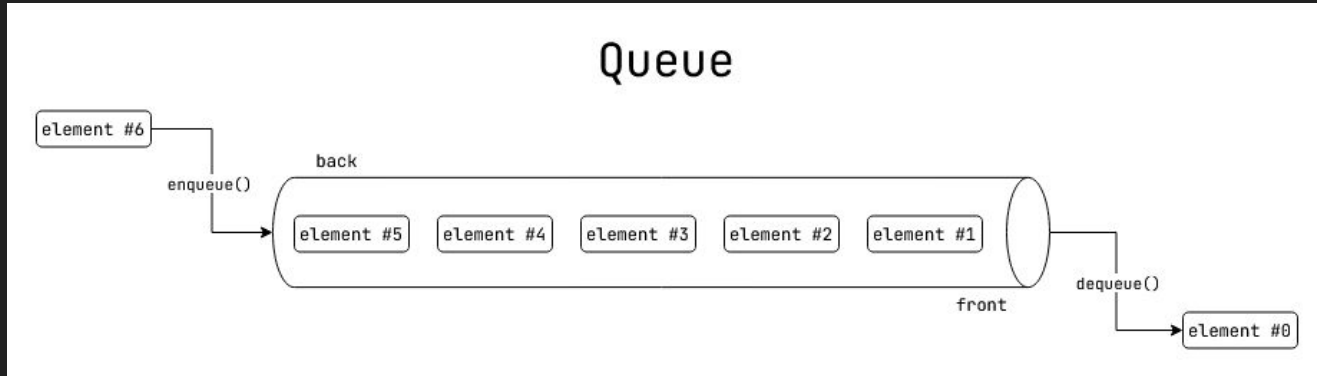 Queue
element #6
back
enqueue()
element #5
element #4
element #3
element #2
element #1
front
dequeue()
element #0